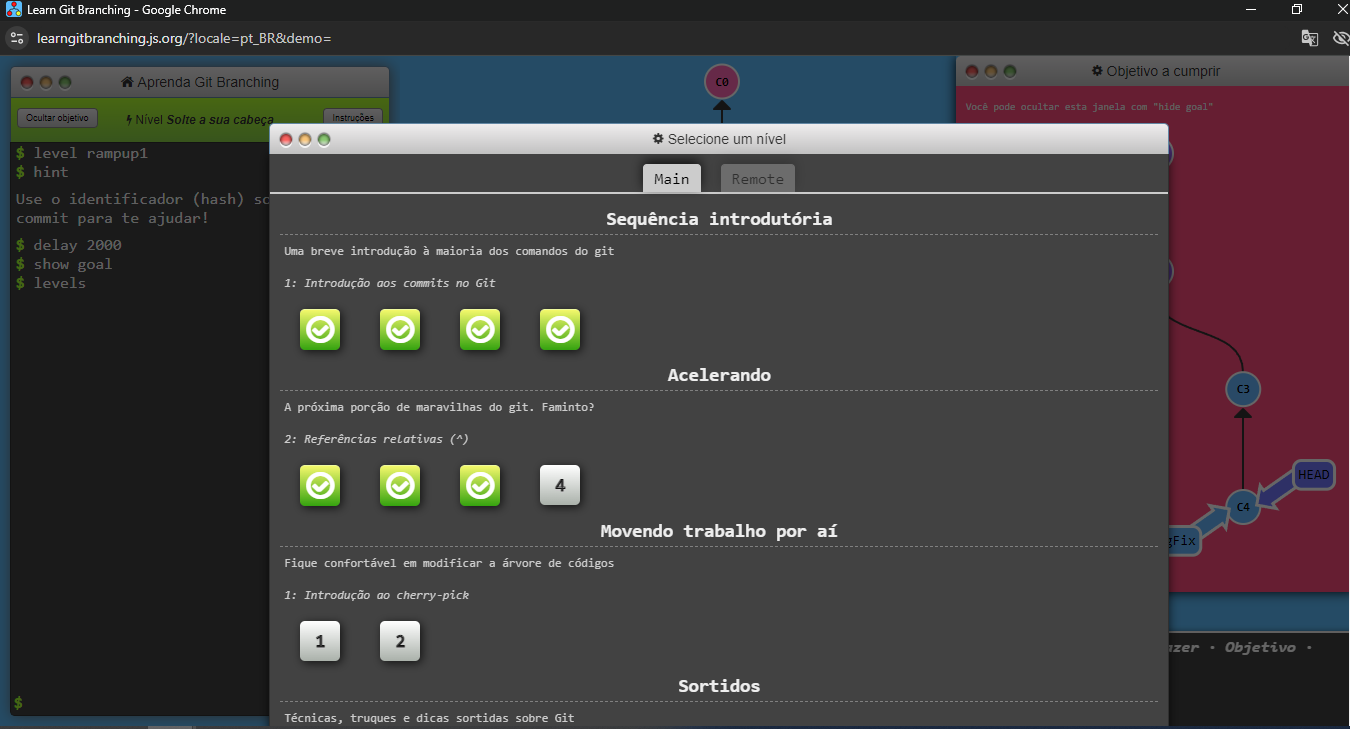 Learn Git Branching - Google Chrome
learngitbranching.js.org/?locale=pt_BR&demo=
Aprenda Git Branching
Ocultar objetivo
Nível Solte a sua cabeça
Instruções
$ level rampup1
$ hint
Use o identificador (hash)
commit para te ajudar!
$ delay 2000
$ show goal
$ levels
$
C0
Objetivo a cumprir
Você pode ocultar esta janela com "hide goal"
C3
HEAD
C4
gFix
azer · Objetivo ·
Selecione um nível
Main
Remote
Sequência introdutória
Uma breve introdução à maioria dos comandos do git
1: Introdução aos commits no Git
Acelerando
A próxima porção de maravilhas do git. Faminto?
2: Referências relativas (^)
4
Movendo trabalho por aí
Fique confortável em modificar a árvore de códigos
1: Introdução ao cherry-pick
1 2
Sortidos
Técnicas, truques e dicas sortidas sobre Git